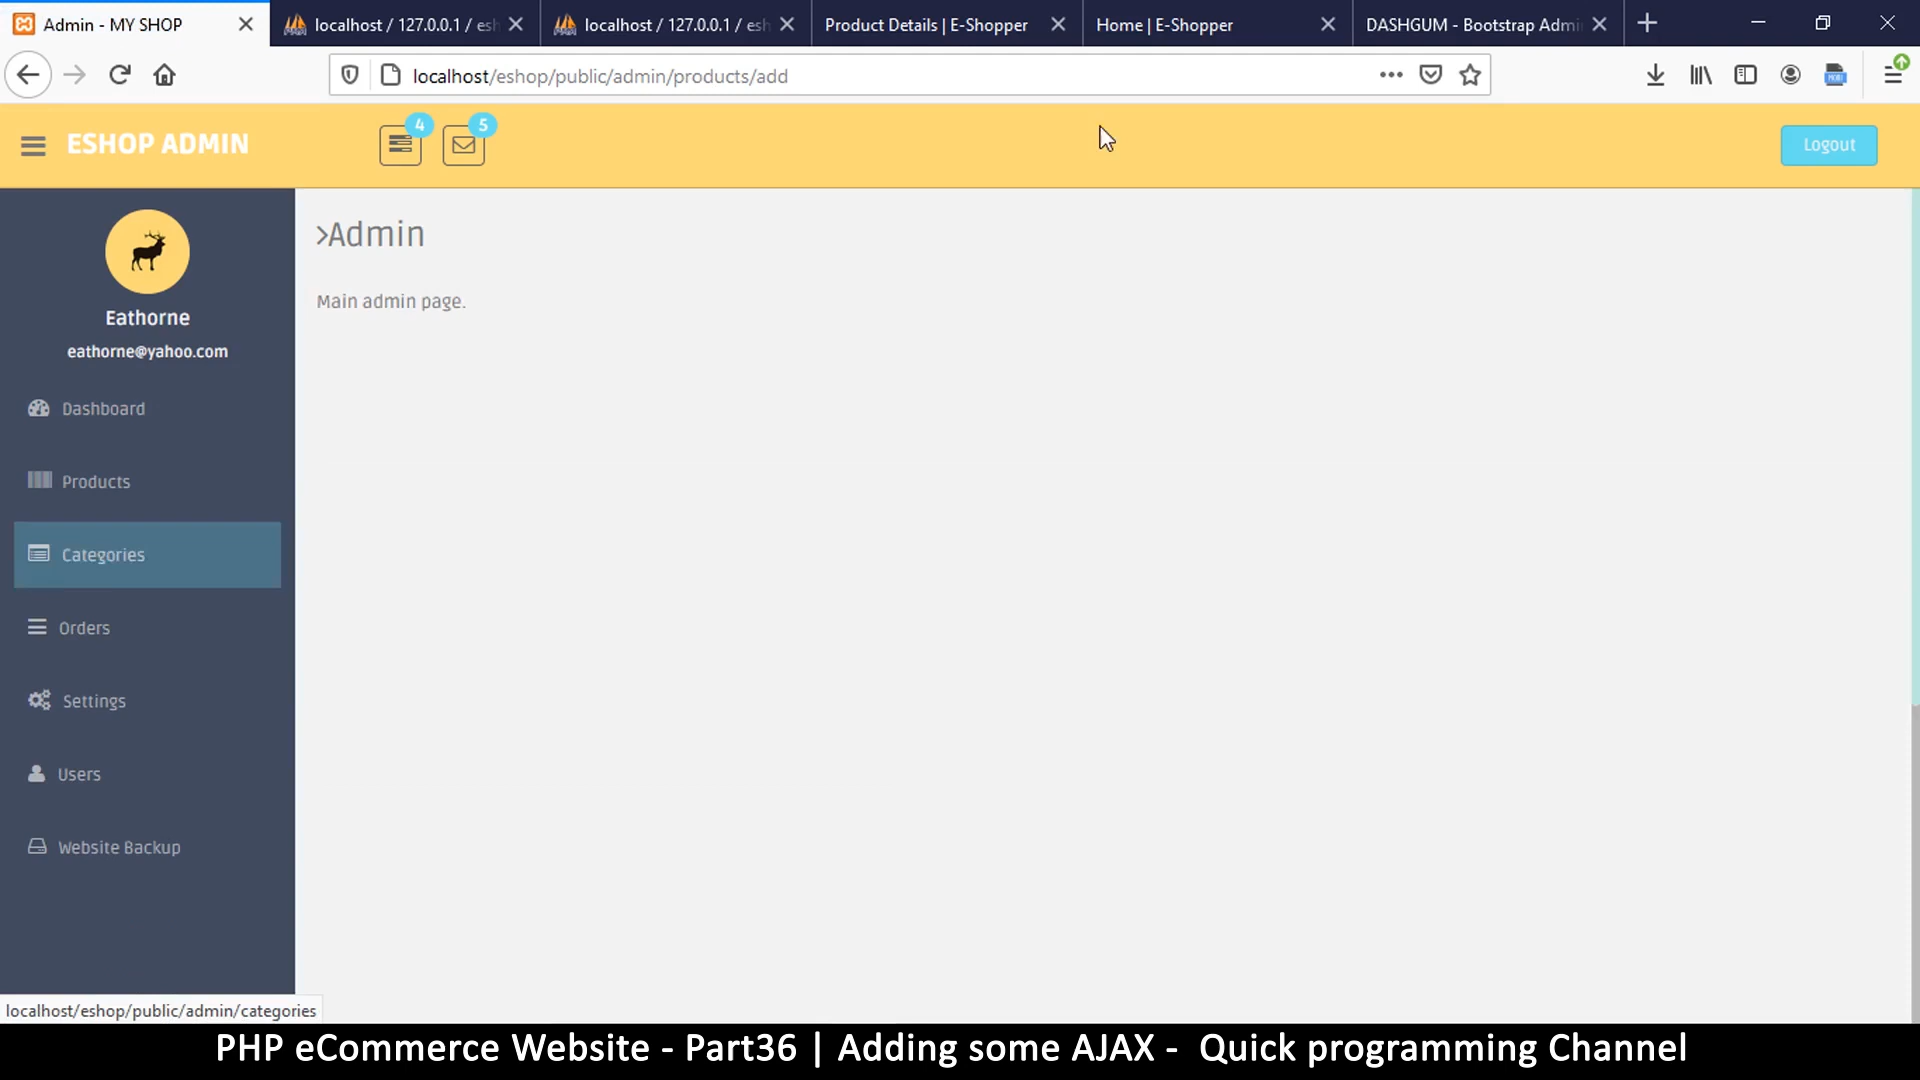 Admin - MY SHOP
localhost / 127.0.0.1 / esh
localhost / 127.0.0.1 / esh
Product Details | E-Shopper
Home | E-Shopper
DASHGUM - Bootstrap Admi
localhost/eshop/public/admin/products/add
ESHOP ADMIN
4
5
Logout
>Admin
Main admin page.
Eathorne
eathorne@yahoo.com
Dashboard
Products
Categories
Orders
Settings
Users
Website Backup
localhost/eshop/public/admin/categories
PHP eCommerce Website - Part36 | Adding some AJAX - Quick programming Channel